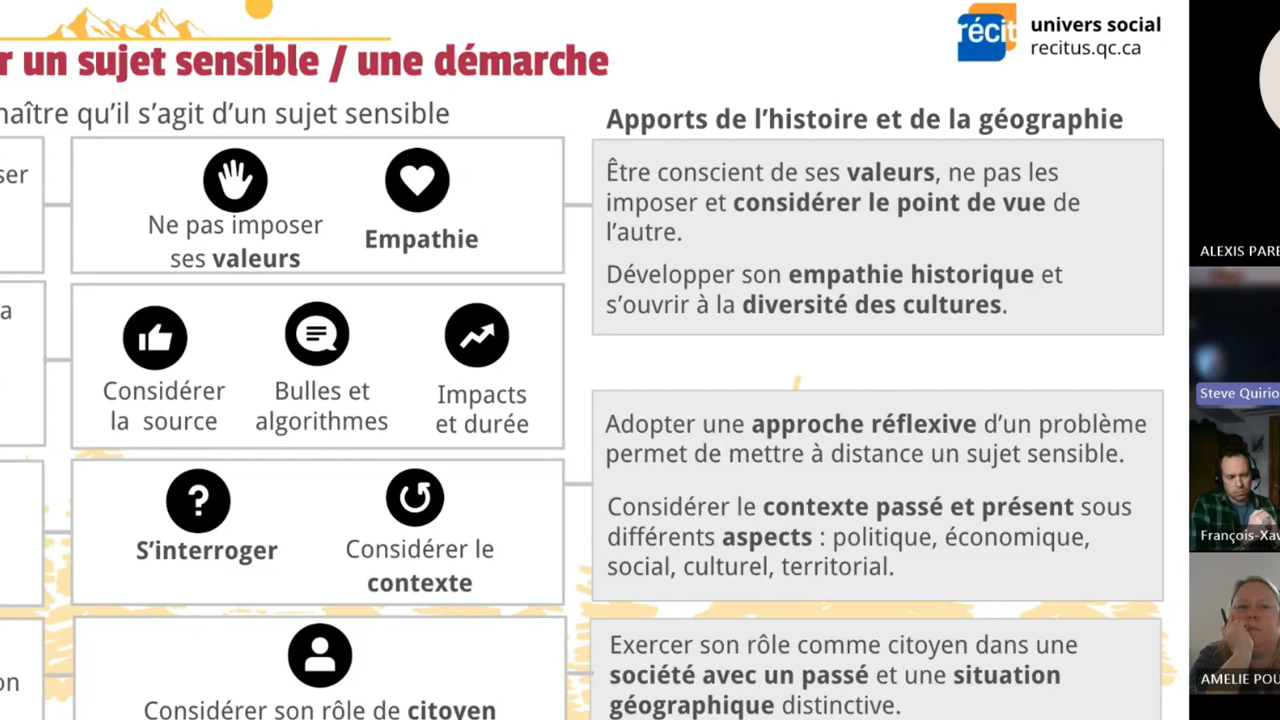 r un sujet sensible / une démarche
récit
univers social
recitus.qc.ca
naître qu'il s'agit d'un sujet sensible
Apports de l'histoire et de la géographie
ser
Ne pas imposer
ses valeurs
Empathie
Être conscient de ses valeurs, ne pas les
imposer et considérer le point de vue de
l'autre.
Développer son empathie historique et
s'ouvrir à la diversité des cultures.
a
Considérer
la source
Bulles et
algorithmes
Impacts
et durée
Adopter une approche réflexive d'un problème
permet de mettre à distance un sujet sensible.
?
S'interroger
Considérer le
contexte
Considérer le contexte passé et présent sous
différents aspects : politique, économique,
social, culturel, territorial.
on
Considérer son rôle de citoyen
Exercer son rôle comme citoyen dans une
société avec un passé et une situation
géographique distinctive.
ALEXIS PARE
Steve Quirio
François-Xav
AMELIE POU